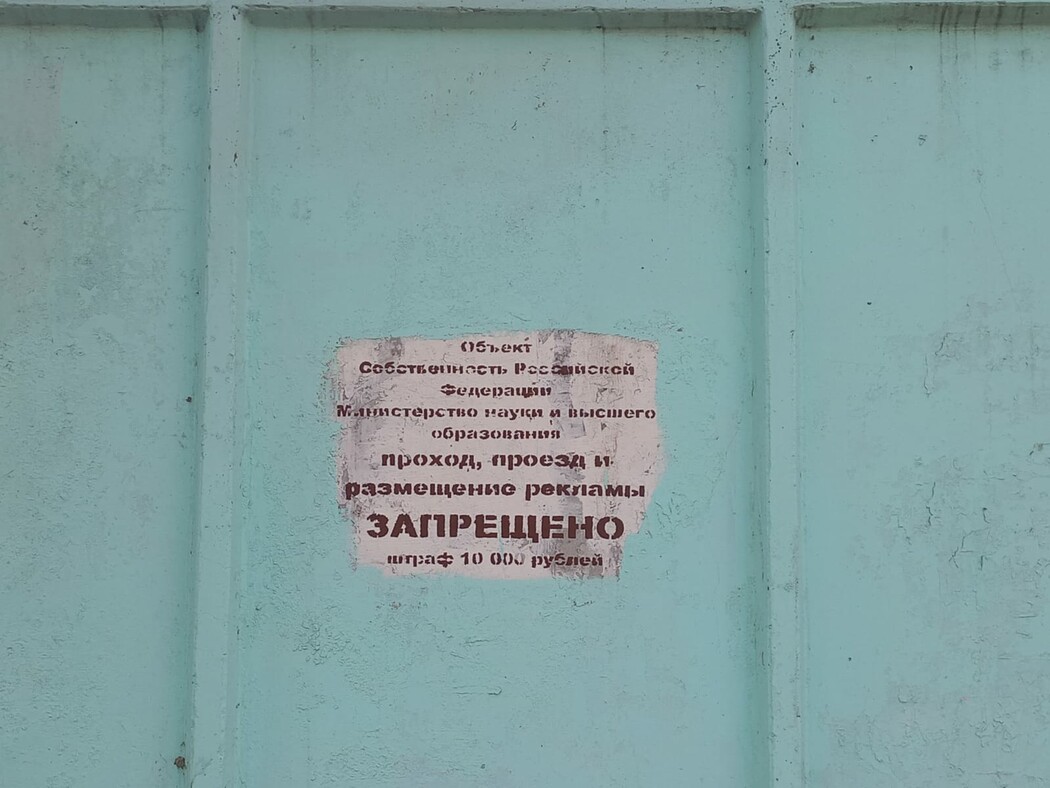 Объект
Собственность Российской
Федерации
Министерство науки и высшего
образования
проход, проезд и
размещение рекламы
ЗАПРЕЩЕНО
штраф 10 000 рублей